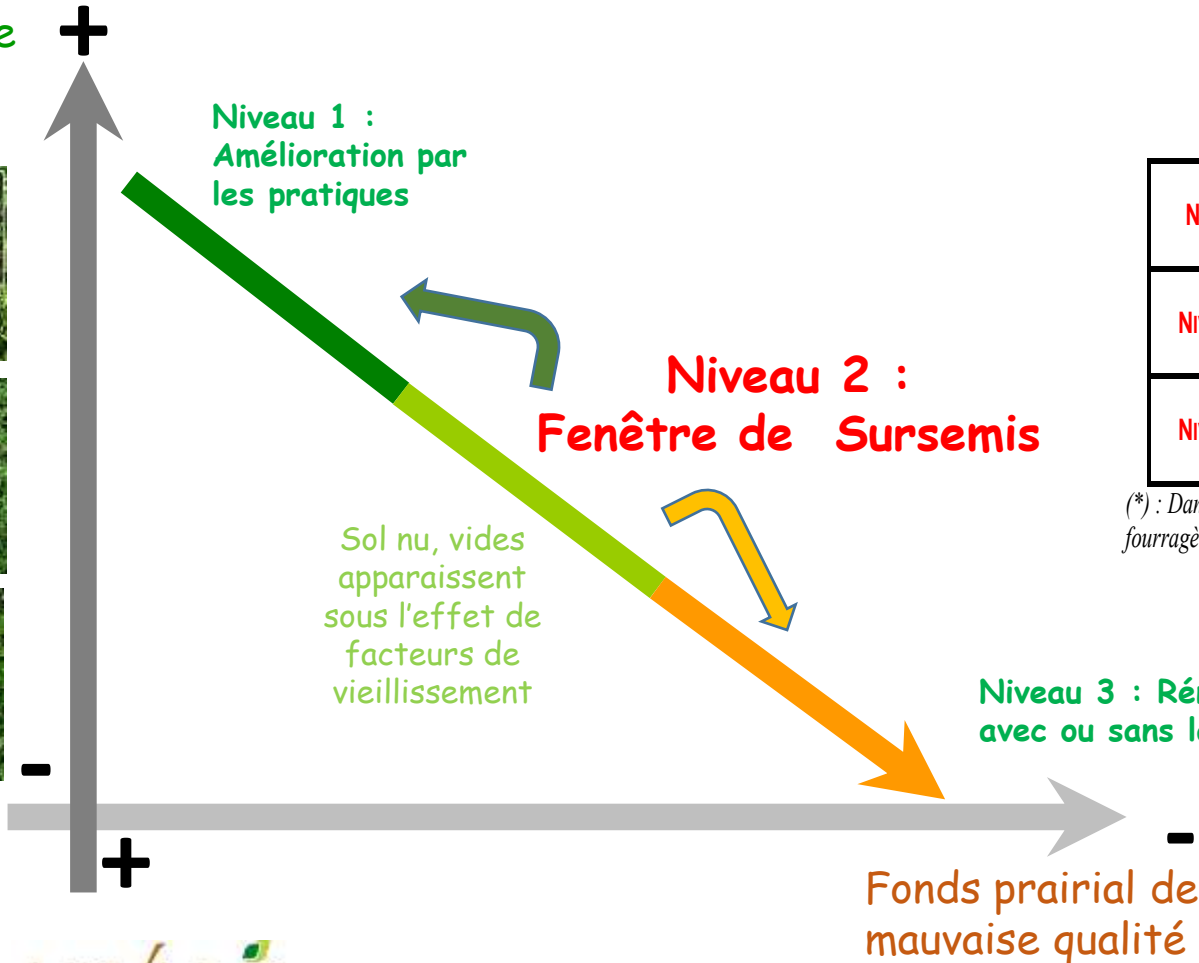 +
Niveau 1 :
Amélioration par
les pratiques
Niveau 2 :
Fenêtre de Sursemis
(*) :
Sol nu, vides
apparaissent
sous l'effet de
facteurs de
vieillissement
Niveau 3 :
avec ou sans
-
+
-
Fonds prairial de
mauvaise qualité